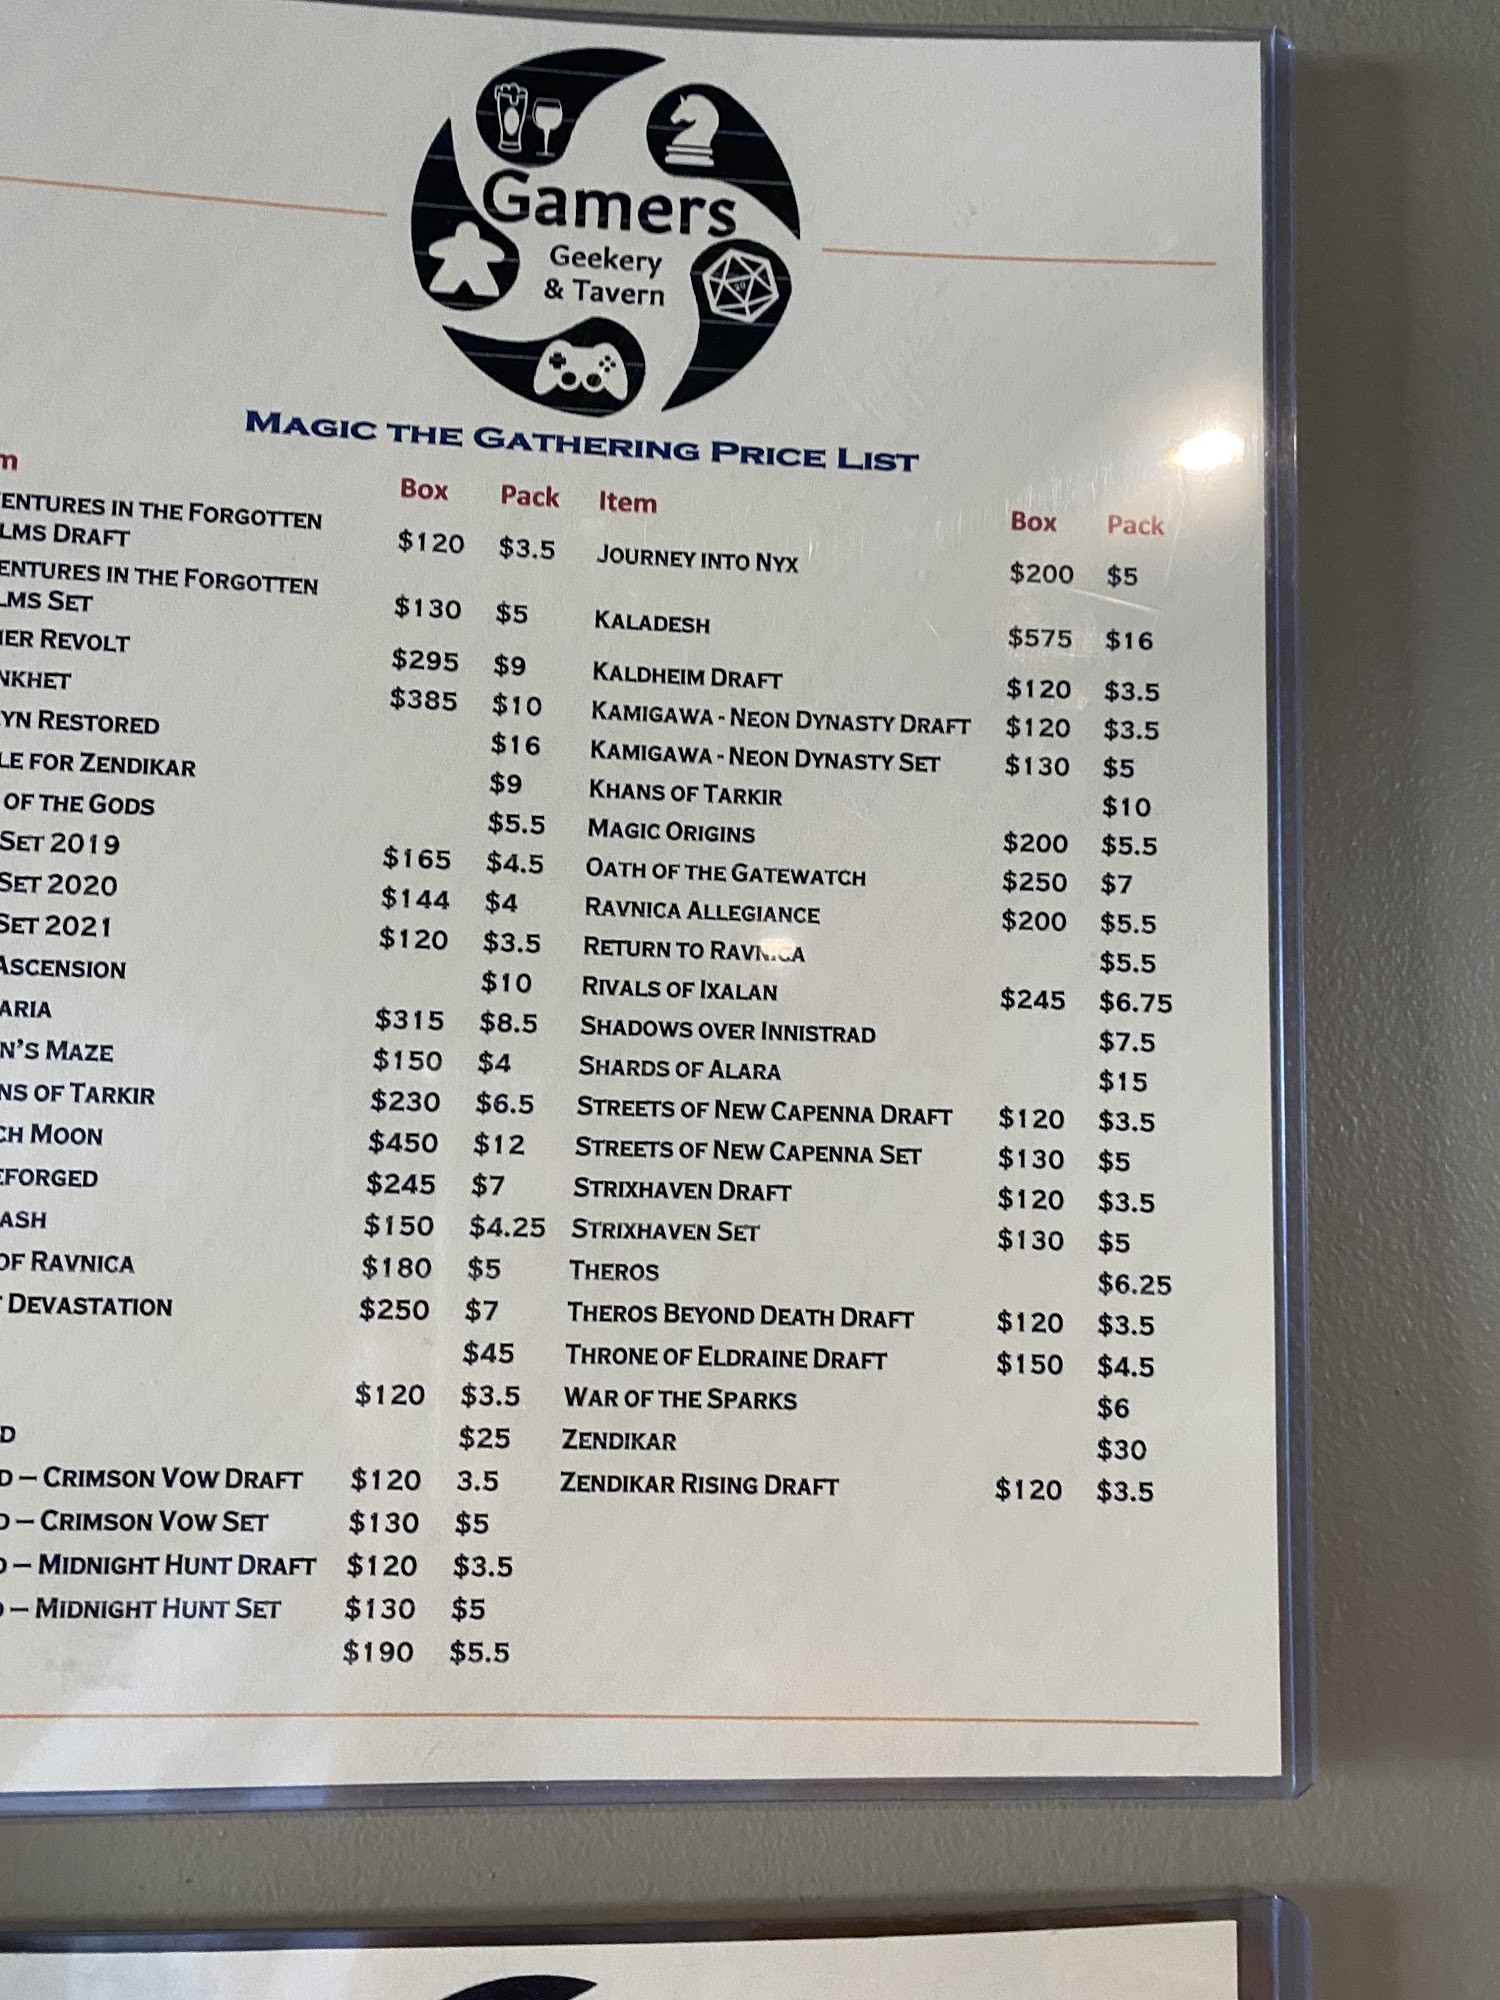 Gamers
Geekery
& Tavern
Magic the Gathering Price List
Box Pack Item Box Pack
entures in the Forgotten
lms Draft $120 $3.5 Journey into Nyx $200 $5
entures in the Forgotten
lms Set $130 $5 Kaladesh $575 $16
er Revolt $295 $9 Kaldheim Draft $120 $3.5
nkhet $385 $10 Kamigawa - Neon Dynasty Draft $120 $3.5
yn Restored $16 Kamigawa - Neon Dynasty Set $130 $5
le for Zendikar $9 Khans of Tarkir $10
of the Gods $5.5 Magic Origins $200 $5.5
Set 2019 $165 $4.5 Oath of the Gatewatch $250 $7
Set 2020 $144 $4 Ravnica Allegiance $200 $5.5
Set 2021 $120 $3.5 Return to Ravnica $5.5
Ascension $10 Rivals of Ixalan $245 $6.75
aria $315 $8.5 Shadows over Innistrad $7.5
n's Maze $150 $4 Shards of Alara $15
ns of Tarkir $230 $6.5 Streets of New Capenna Draft $120 $3.5
ch Moon $450 $12 Streets of New Capenna Set $130 $5
eforged $245 $7 Strixhaven Draft $120 $3.5
ash $150 $4.25 Strixhaven Set $130 $5
of Ravnica $180 $5 Theros $6.25
Devastation $250 $7 Theros Beyond Death Draft $120 $3.5
$45 Throne of Eldraine Draft $150 $4.5
$120 $3.5 War of the Sparks $6
d $25 Zendikar $30
d – Crimson Vow Draft $120 3.5 Zendikar Rising Draft $120 $3.5
d – Crimson Vow Set $130 $5
d – Midnight Hunt Draft $120 $3.5
– Midnight Hunt Set $130 $5
$190 $5.5